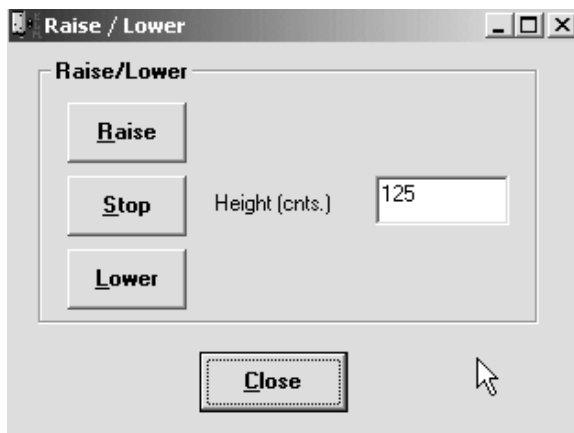 Raise / Lower
Raise/Lower
Raise
Stop
Height (cnts.) 125
Lower
Close